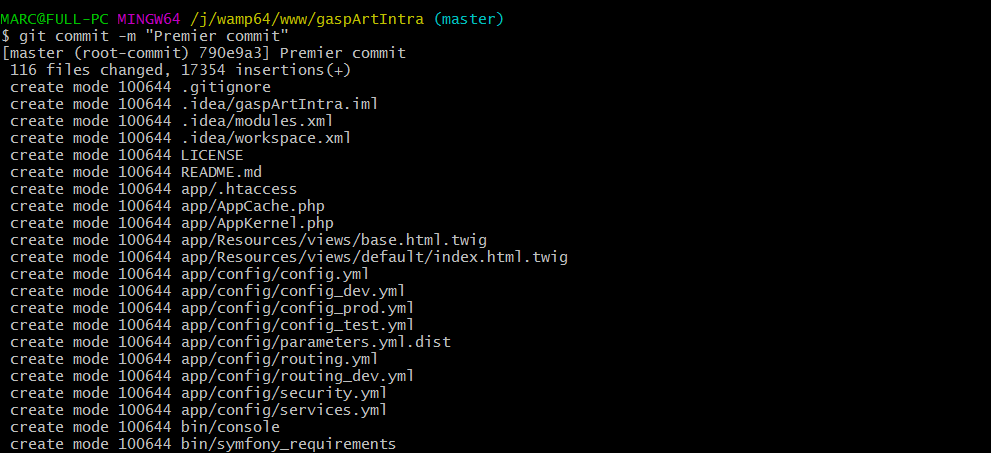 MARC@FULL-PC MINGW64 /j/wamp64/www/gaspArtIntra (master)
$ git commit -m "Premier commit"
[master (root-commit) 790e9a3] Premier commit
 116 files changed, 17354 insertions(+)
 create mode 100644 .gitignore
 create mode 100644 .idea/gaspArtIntra.iml
 create mode 100644 .idea/modules.xml
 create mode 100644 .idea/workspace.xml
 create mode 100644 LICENSE
 create mode 100644 README.md
 create mode 100644 app/.htaccess
 create mode 100644 app/AppCache.php
 create mode 100644 app/AppKernel.php
 create mode 100644 app/Resources/views/base.html.twig
 create mode 100644 app/Resources/views/default/index.html.twig
 create mode 100644 app/config/config.yml
 create mode 100644 app/config/config_dev.yml
 create mode 100644 app/config/config_prod.yml
 create mode 100644 app/config/config_test.yml
 create mode 100644 app/config/parameters.yml.dist
 create mode 100644 app/config/routing.yml
 create mode 100644 app/config/routing_dev.yml
 create mode 100644 app/config/security.yml
 create mode 100644 app/config/services.yml
 create mode 100644 bin/console
 create mode 100644 bin/symfony_requirements